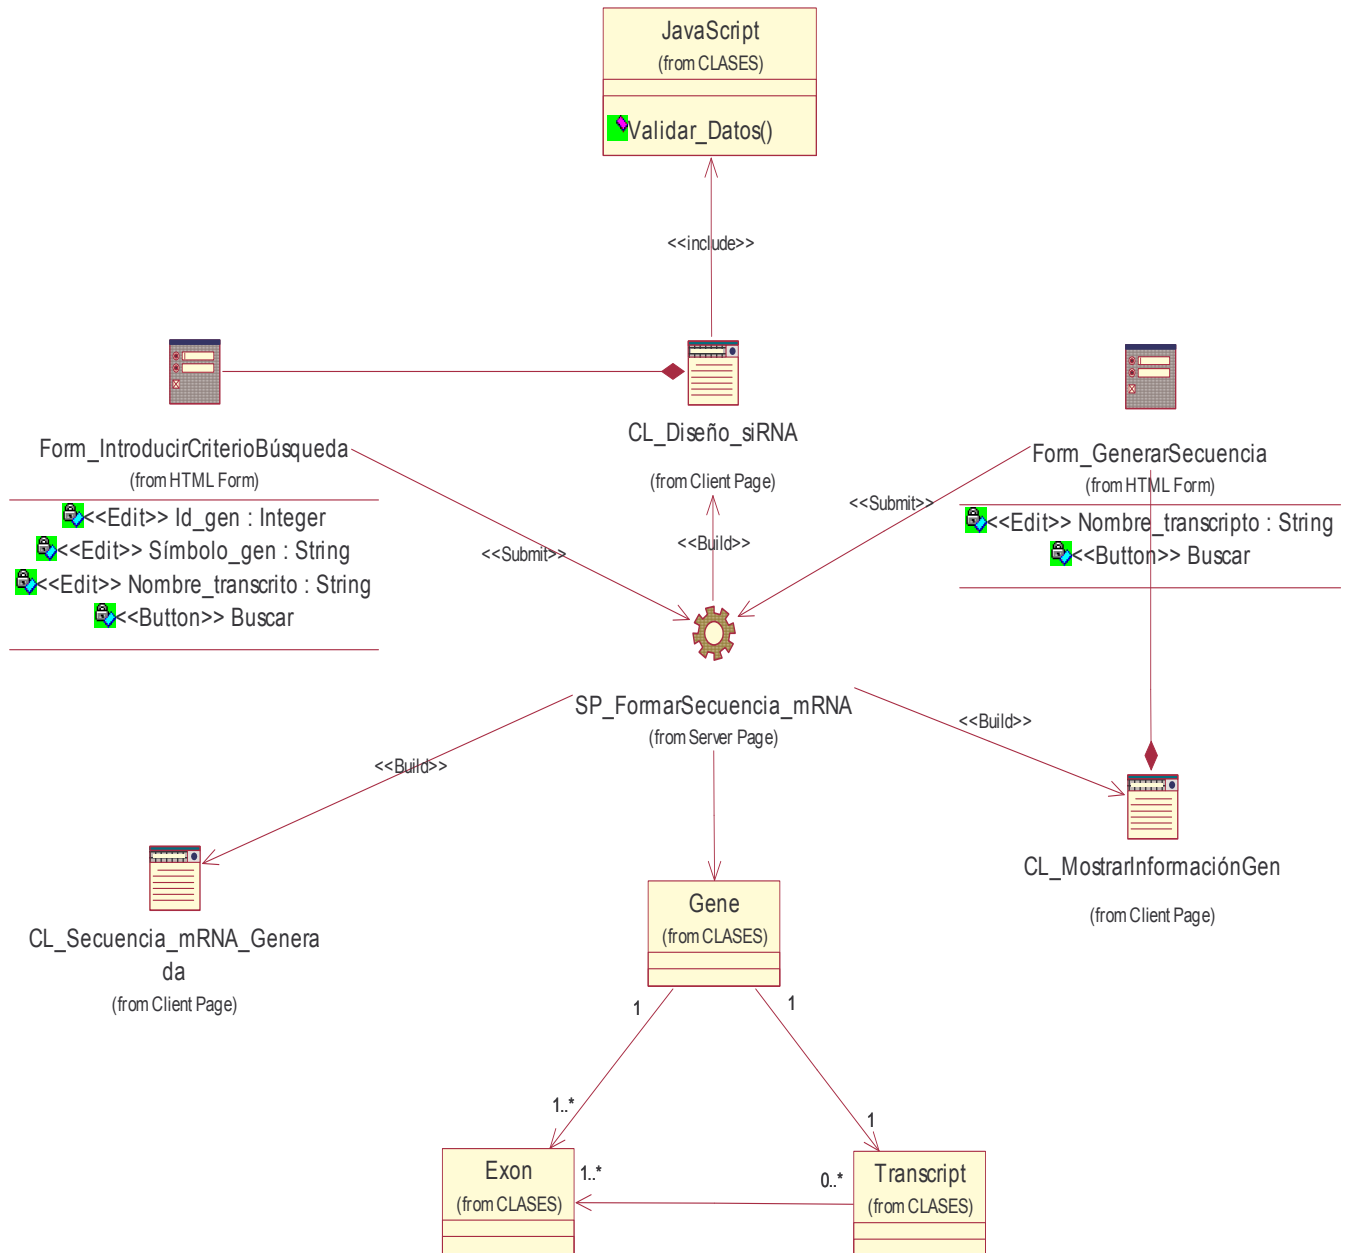 JavaScript
(from CLASES)
Validar_Datos()
<<include>>
CL_Diseño_siRNA
(from Client Page)
Form_IntroducirCriterioBúsqueda
(from HTML Form)
<<Edit>> Id_gen : Integer
<<Edit>> Símbolo_gen : String
<<Edit>> Nombre_transcrito : String
<<Button>> Buscar
Form_GenerarSecuencia
(from HTML Form)
<<Edit>> Nombre_transcripto : String
<<Button>> Buscar
<<Submit>>
<<Build>>
<<Submit>>
SP_FormarSecuencia_mRNA
(from Server Page)
<<Build>>
<<Build>>
CL_Secuencia_mRNA_Genera
da
(from Client Page)
CL_MostrarInformaciónGen
(from Client Page)
Gene
(from CLASES)
1
1
1..*
1
Exon
(from CLASES)
1..*
0..*
Transcript
(from CLASES)